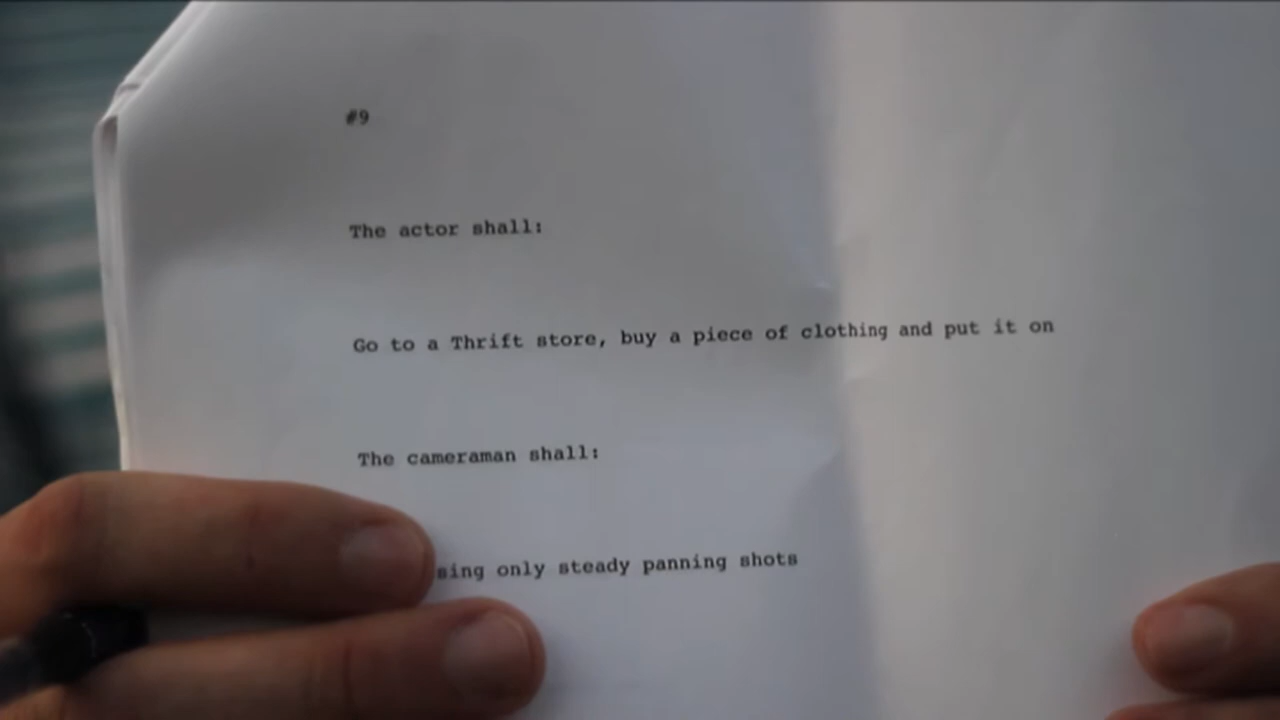 #9
The actor shall:
Go to a Thrift store, buy a piece of clothing and put it on
The cameraman shall:
only steady panning shots